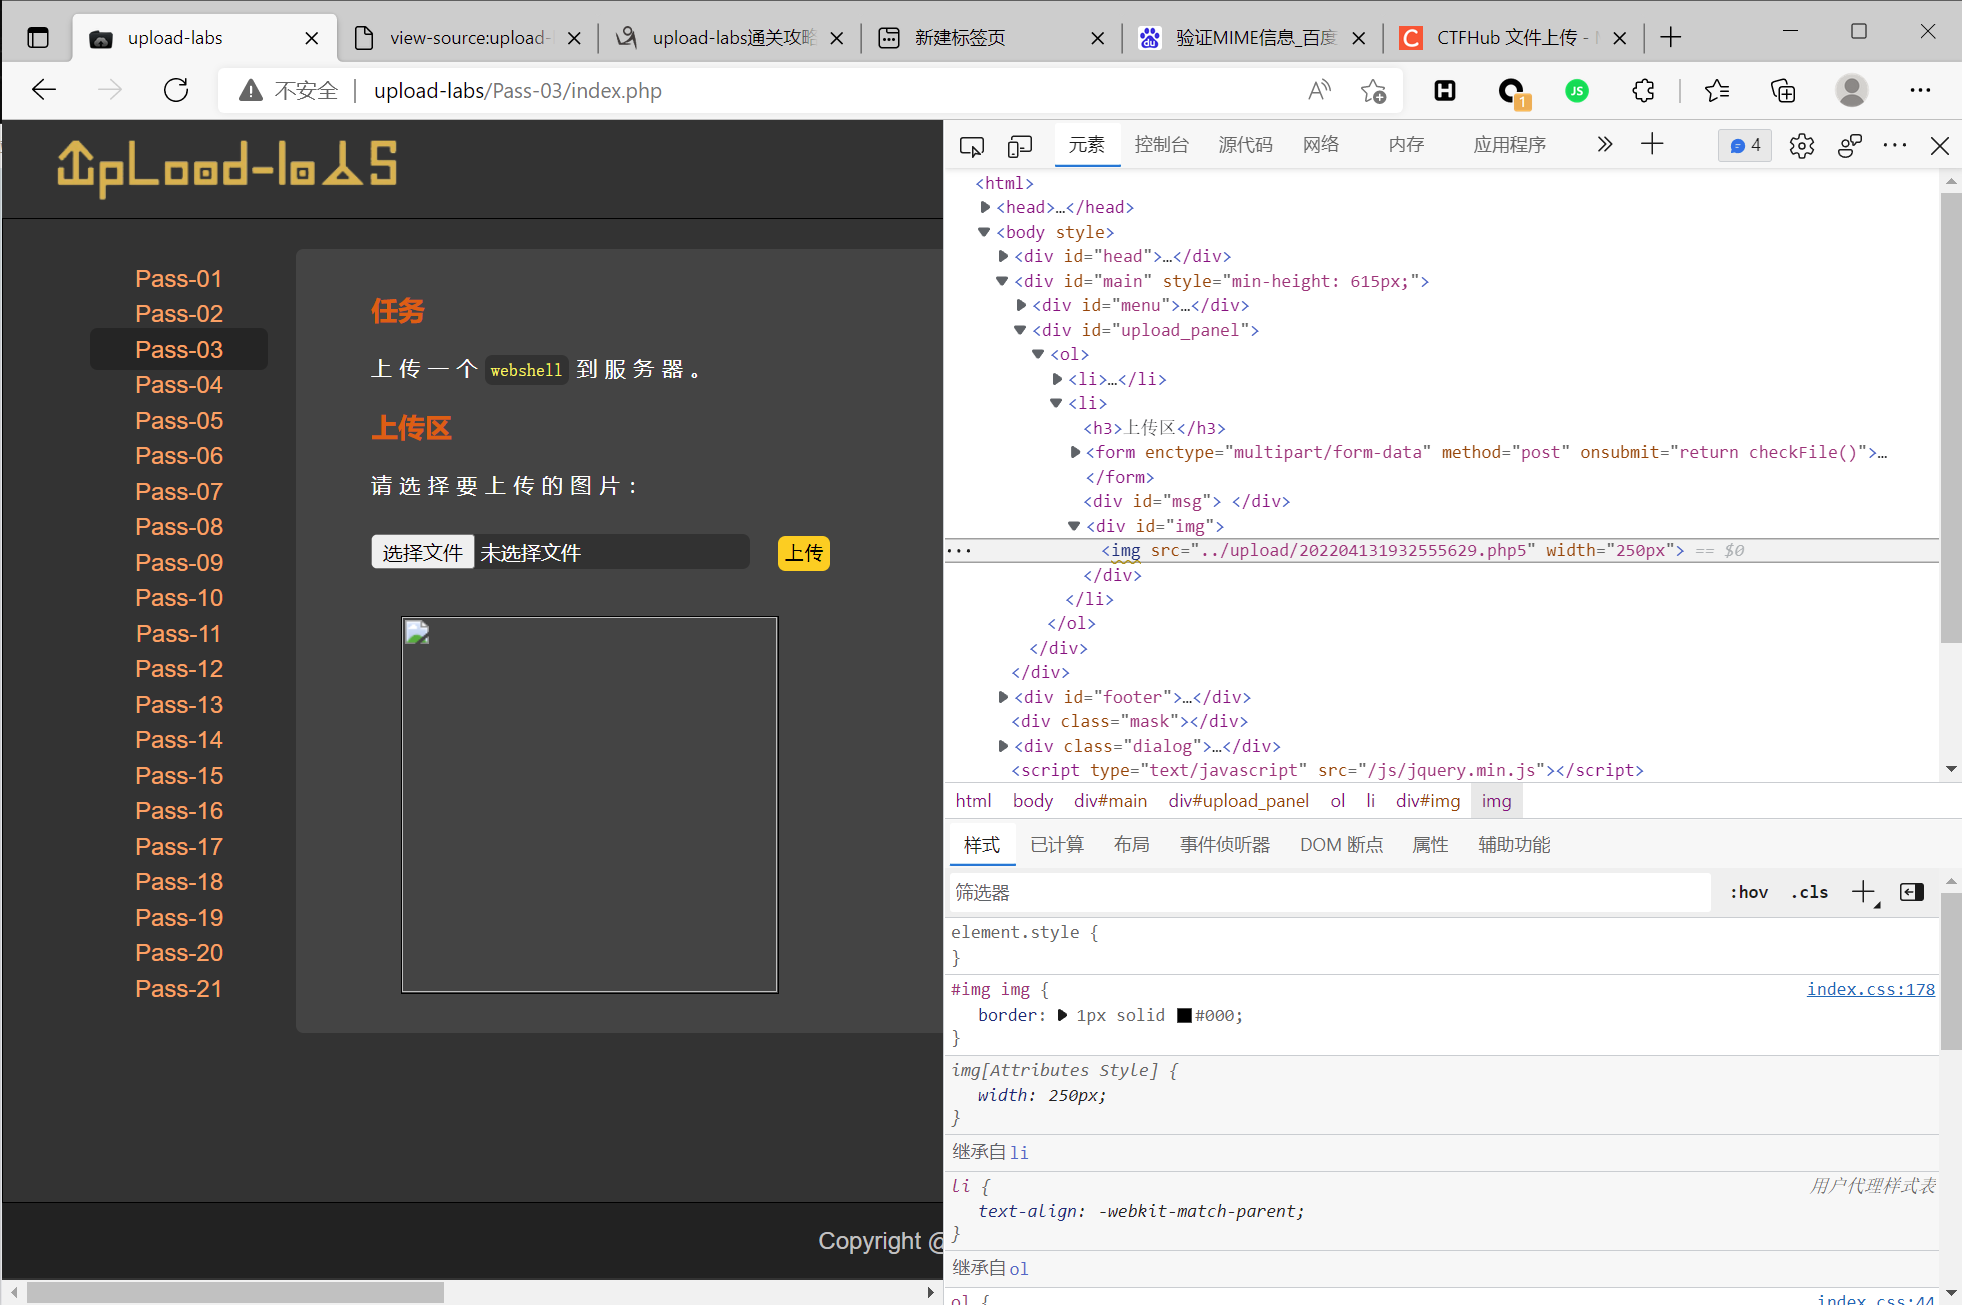 upload-labs
view-source:upload-
upload-labs通关攻略
新建标签页
验证MIME信息_百度
CTFHub 文件上传 -
不安全
upload-labs/Pass-03/index.php
1
UpLoad-labS
Pass-01
Pass-02
Pass-03
Pass-04
Pass-05
Pass-06
Pass-07
Pass-08
Pass-09
Pass-10
Pass-11
Pass-12
Pass-13
Pass-14
Pass-15
Pass-16
Pass-17
Pass-18
Pass-19
Pass-20
Pass-21
任务
上传一个 webshell 到服务器。
上传区
请选择要上传的图片：
选择文件 未选择文件 上传
Copyright @
元素 控制台 源代码 网络 内存 应用程序 4
<html>
<head>…</head>
<body style>
<div id="head">…</div>
<div id="main" style="min-height: 615px;">
<div id="menu">…</div>
<div id="upload_panel">
<ol>
<li>…</li>
<li>
<h3>上传区</h3>
<form enctype="multipart/form-data" method="post" onsubmit="return checkFile()">…
</form>
<div id="msg"> </div>
<div id="img">
<img src="../upload/202204131932555629.php5" width="250px"> == $0
</div>
</li>
</ol>
</div>
</div>
<div id="footer">…</div>
<div class="mask"></div>
<div class="dialog">…</div>
<script type="text/javascript" src="/js/jquery.min.js"></script>
html body div#main div#upload_panel ol li div#img img
样式 已计算 布局 事件侦听器 DOM 断点 属性 辅助功能
筛选器 :hov .cls
element.style {
}
#img img { index.css:178
border: 1px solid #000;
}
img[Attributes Style] {
width: 250px;
}
继承自 li
li { 用户代理样式表
text-align: -webkit-match-parent;
}
继承自 ol
ol { index.css:44